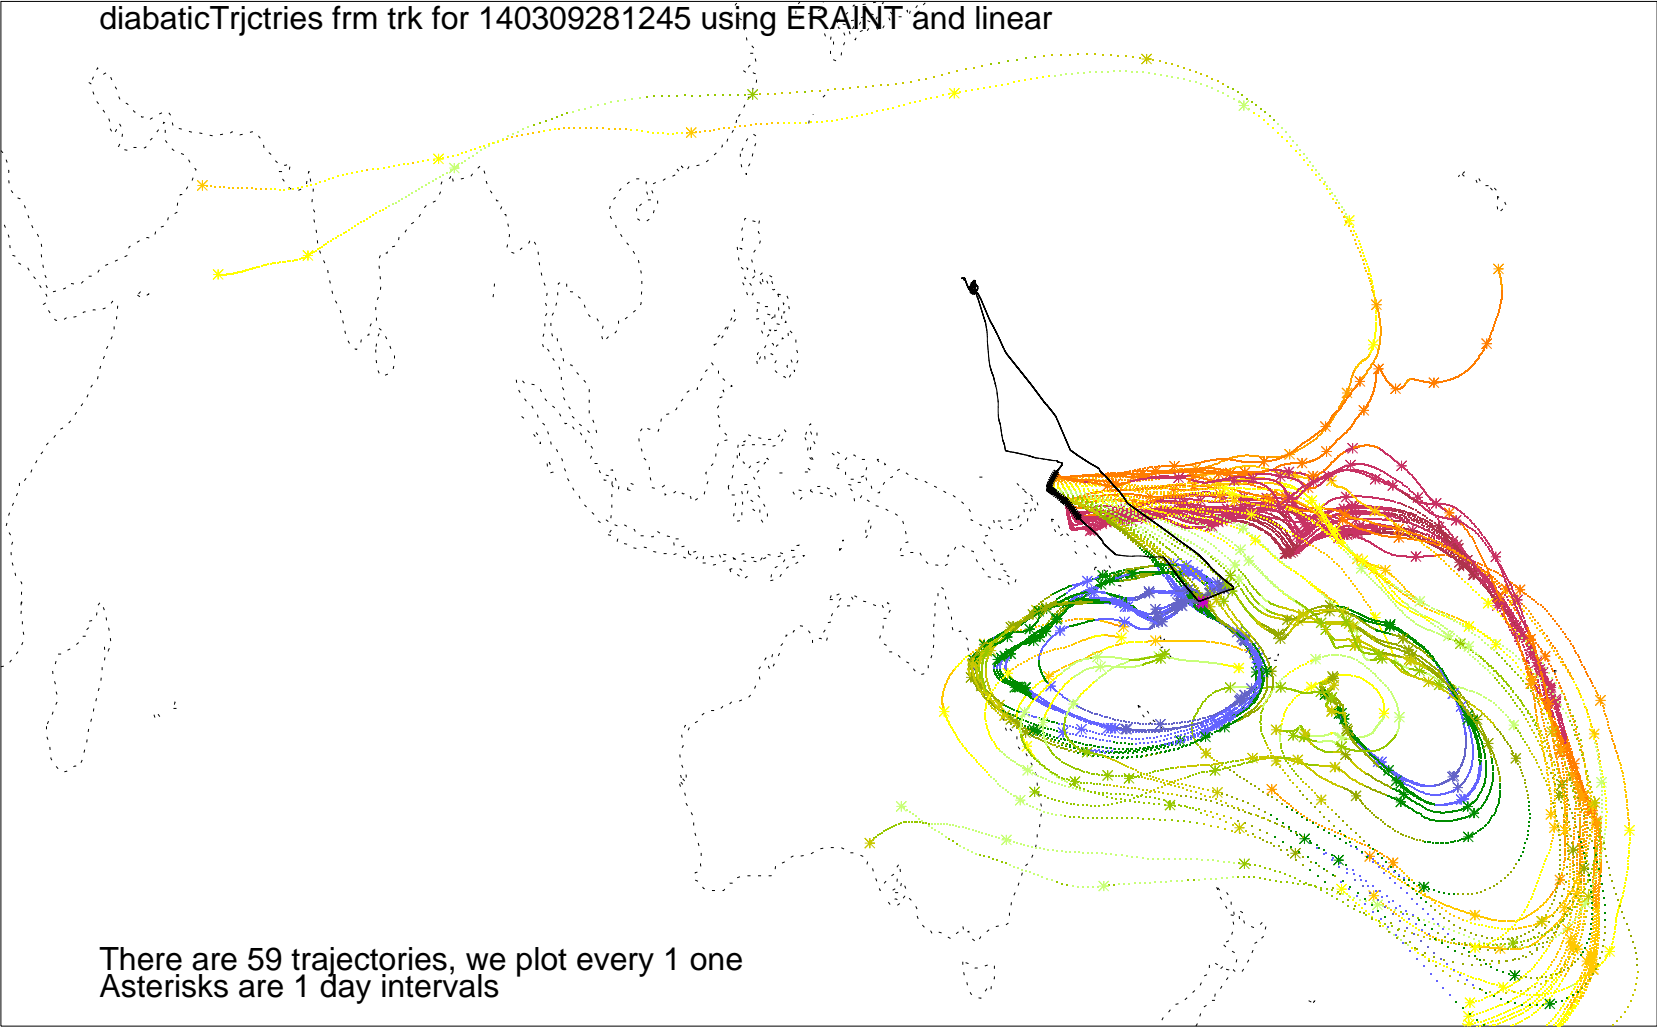 diabaticTrjctries frm trk for 140309281245 using ERAINT and linear
There are 59 trajectories, we plot every 1 one
Asterisks are 1 day intervals